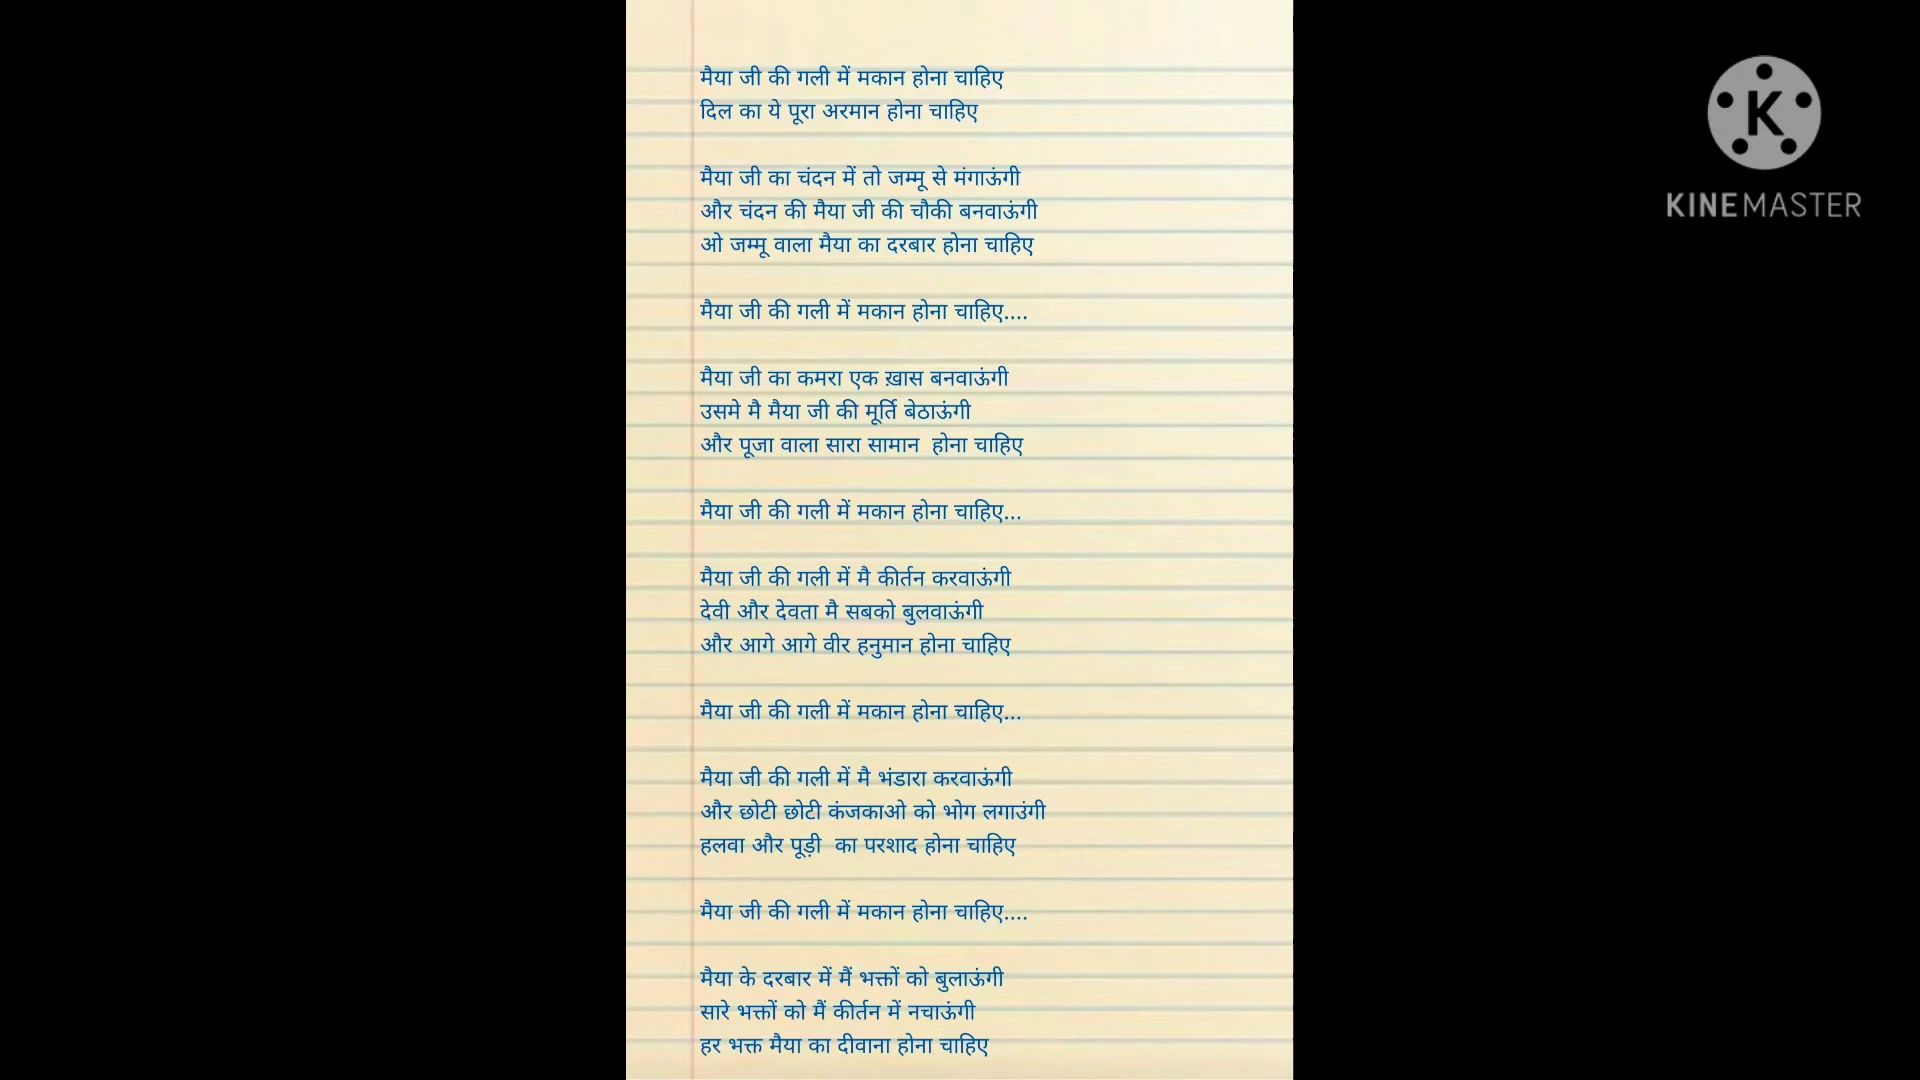 मैया जी की गली में मकान होना चाहिए
दिल का ये पूरा अरमान होना चाहिए
मैया जी का चंदन में तो जम्मू से मंगाऊंगी
और चंदन की मैया जी की चौकी बनवाऊंगी
ओ जम्मू वाला मैया का दरबार होना चाहिए
मैया जी की गली में मकान होना चाहिए....
मैया जी का कमरा एक ख़ास बनवाऊंगी
उसमे मै मैया जी की मूर्ति बेठाऊंगी
और पूजा वाला सारा सामान  होना चाहिए
मैया जी की गली में मकान होना चाहिए...
मैया जी की गली में मै कीर्तन करवाऊंगी
देवी और देवता मै सबको बुलवाऊंगी
और आगे आगे वीर हनुमान होना चाहिए
मैया जी की गली में मकान होना चाहिए...
मैया जी की गली में मै भंडारा करवाऊंगी
और छोटी छोटी कंजकाओ को भोग लगाउंगी
हलवा और पूड़ी  का परशाद होना चाहिए
मैया जी की गली में मकान होना चाहिए....
मैया के दरबार में मैं भक्तों को बुलाऊंगी
सारे भक्तों को मैं कीर्तन में नचाऊंगी
हर भक्त मैया का दीवाना होना चाहिए
K
KINEMASTER